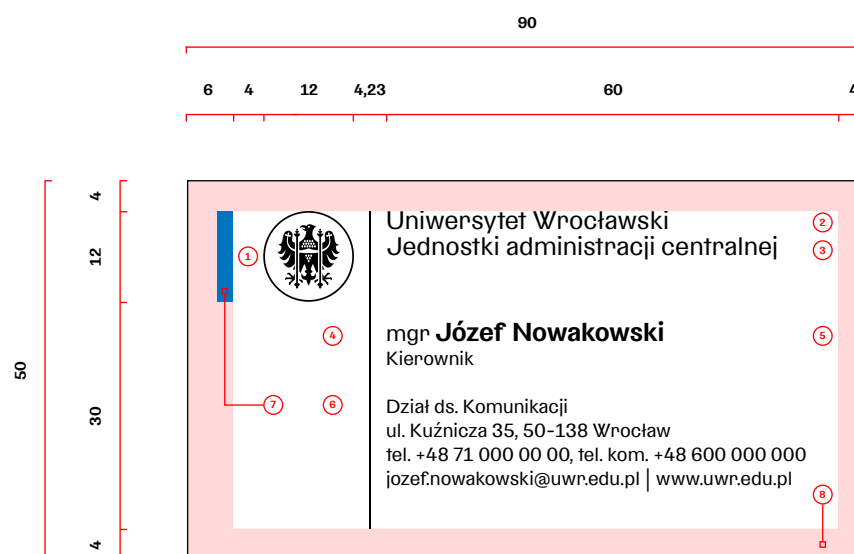 90
6 4 12 4,23 60 4
4
12
50
30
4
Uniwersytet Wrocławski
Jednostki administracji centralnej
mgr Józef Nowakowski
Kierownik
Dział ds. Komunikacji
ul. Kuźnicza 35, 50-138 Wrocław
tel. +48 71 000 00 00, tel. kom. +48 600 000 000
jozef.nowakowski@uwr.edu.pl | www.uwr.edu.pl
1
2
3
4
5
6
7
8